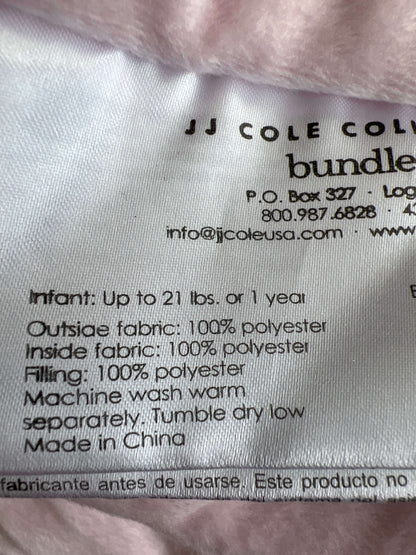 JJ COLE COL
bundle
P.O. Box 327 · Log
800.987.6828 · 4
info@jjcoleusa.com · www
Infant: Up to 21 lbs. or 1 year
Outside fabric: 100% polyester
Inside fabric: 100% polyester
Filling: 100% polyester
Machine wash warm
separately. Tumble dry low
Made in China
fabricante antes de usarse. Este producto no